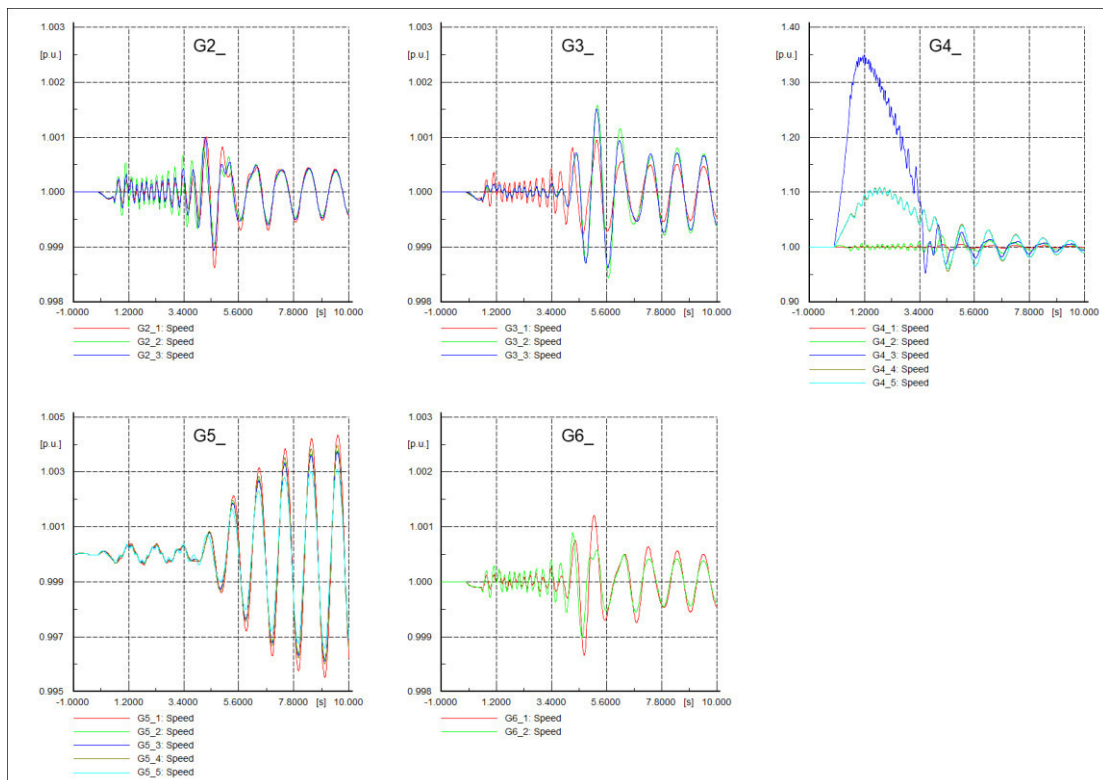 G2_
[p.u.]
1.003
1.002
1.001
1.000
0.999
0.998
-1.0000 1.2000 3.4000 5.6000 7.8000 [s] 10.000
G2_1: Speed
G2_2: Speed
G2_3: Speed
G3_
[p.u.]
1.003
1.002
1.001
1.000
0.999
0.998
-1.0000 1.2000 3.4000 5.6000 7.8000 [s] 10.000
G3_1: Speed
G3_2: Speed
G3_3: Speed
G4_
[p.u.]
1.40
1.30
1.20
1.10
1.00
0.90
-1.0000 1.2000 3.4000 5.6000 7.8000 [s] 10.000
G4_1: Speed
G4_2: Speed
G4_3: Speed
G4_4: Speed
G4_5: Speed
G5_
[p.u.]
1.005
1.003
1.001
0.999
0.997
0.995
-1.0000 1.2000 3.4000 5.6000 7.8000 [s] 10.000
G5_1: Speed
G5_2: Speed
G5_3: Speed
G5_4: Speed
G5_5: Speed
G6_
[p.u.]
1.003
1.002
1.001
1.000
0.999
0.998
-1.0000 1.2000 3.4000 5.6000 7.8000 [s] 10.000
G6_1: Speed
G6_2: Speed